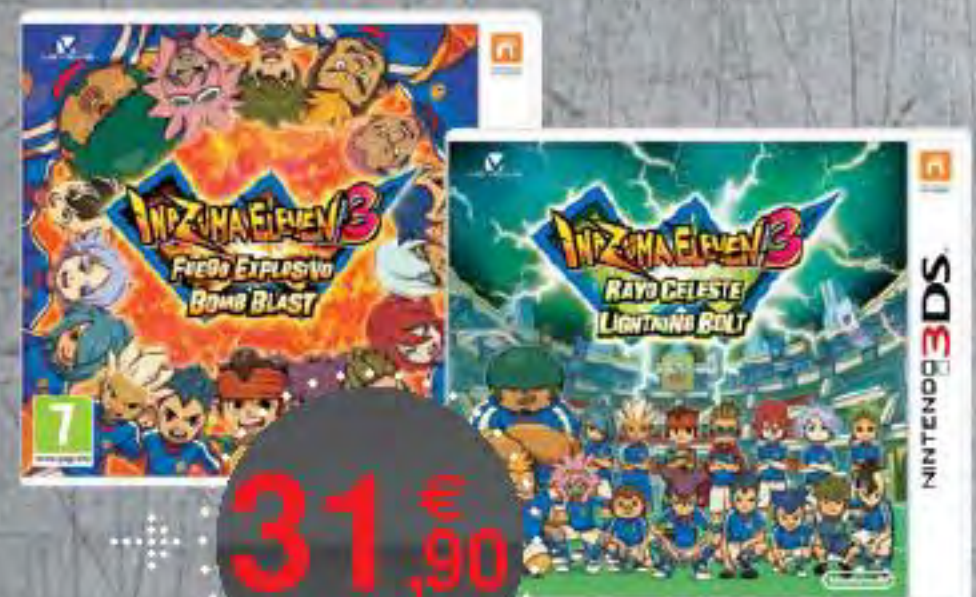 INAZUMA ELEVEN 3
FUEGO EXPLOSIVO
BOMB BLAST
7
INAZUMA ELEVEN 3
RAYO CELESTE
LIGHTNING BOLT
NINTENDO 3DS
Nintendo
31,90 €